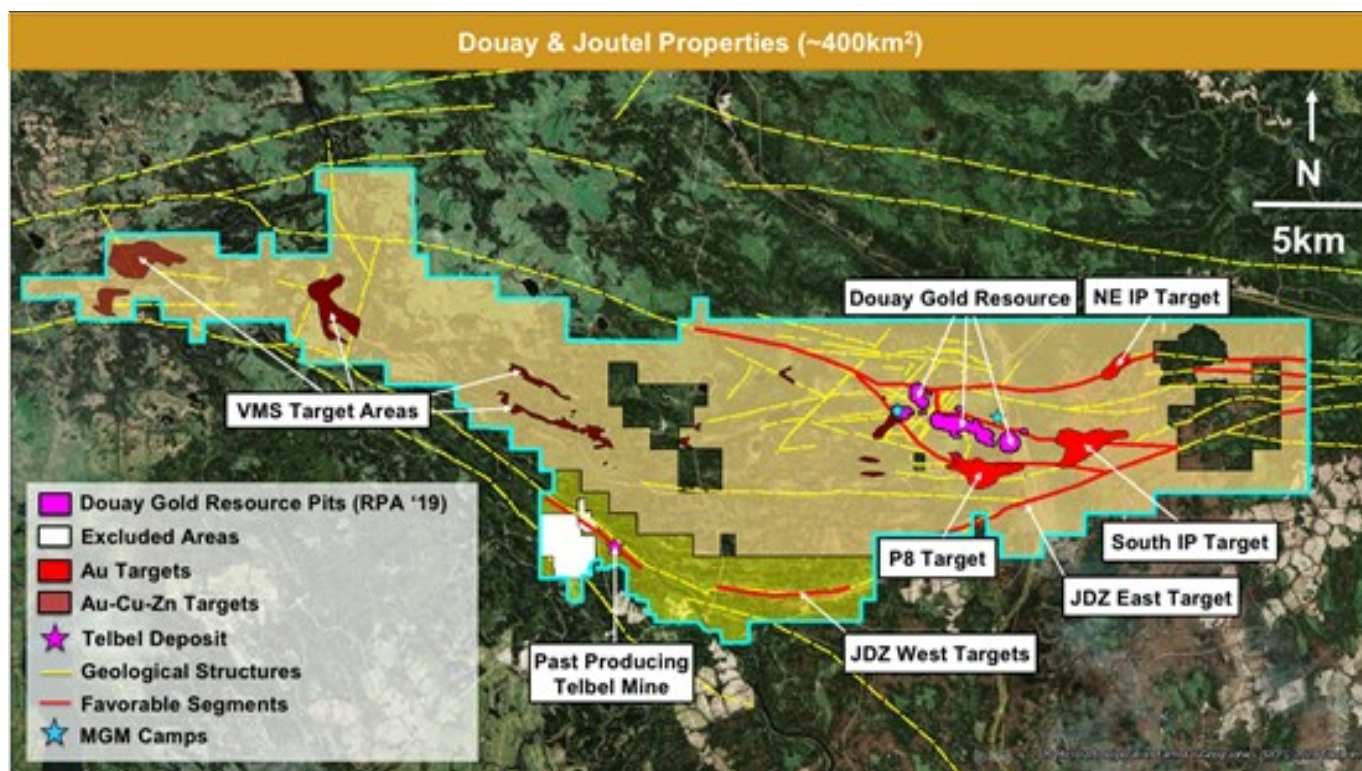 Douay & Joutel Properties (~400km²)
N
5km
Douay Gold Resource
NE IP Target
VMS Target Areas
Douay Gold Resource Pits (RPA ‘19)
Excluded Areas
Au Targets
Au-Cu-Zn Targets
Telbel Deposit
Geological Structures
Favorable Segments
MGM Camps
P8 Target
South IP Target
JDZ East Target
JDZ West Targets
Past Producing
Telbel Mine